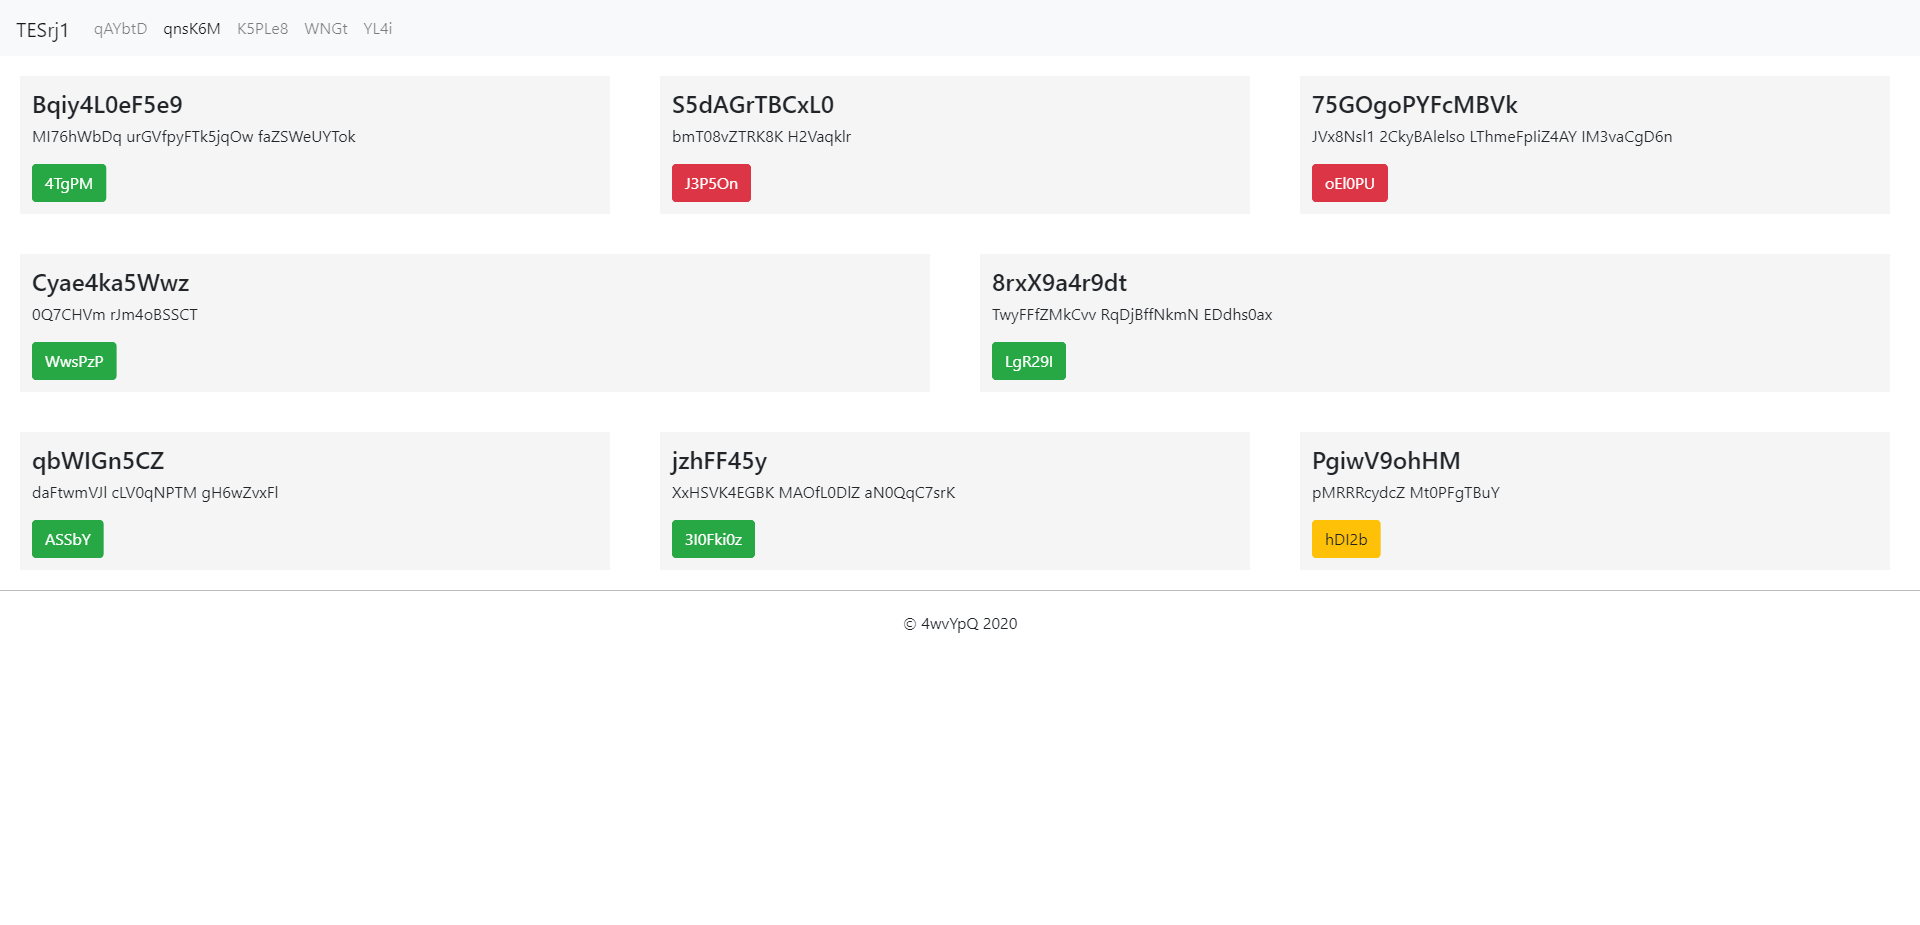 TESrj1 qAYbtD qnsK6M K5PLe8 WNGt YL4i
Bqiy4L0eF5e9
MI76hWbDq urGVfpyFTk5jqOw faZSWeUYTok
4TgPM
S5dAGrTBCxL0
bmT08vZTRK8K H2Vaqklr
J3P5On
75GOgoPYFcMBVk
JVx8Nsl1 2CkyBAlelso LThmeFpIiZ4AY IM3vaCgD6n
oEl0PU
Cyae4ka5Wwz
0Q7CHVm rJm4oBSSCT
WwsPzP
8rxX9a4r9dt
TwyFFfZMkCvv RqDjBffNkmN EDdhs0ax
LgR29I
qbWIGn5CZ
daFtwmVJl cLV0qNPTM gH6wZvxFl
ASSbY
jzhFF45y
XxHSVK4EGBK MAOfL0DlZ aN0QqC7srK
3I0Fki0z
PgiwV9ohHM
pMRRRcydcZ Mt0PFgTBuY
hDI2b
© 4wvYpQ 2020